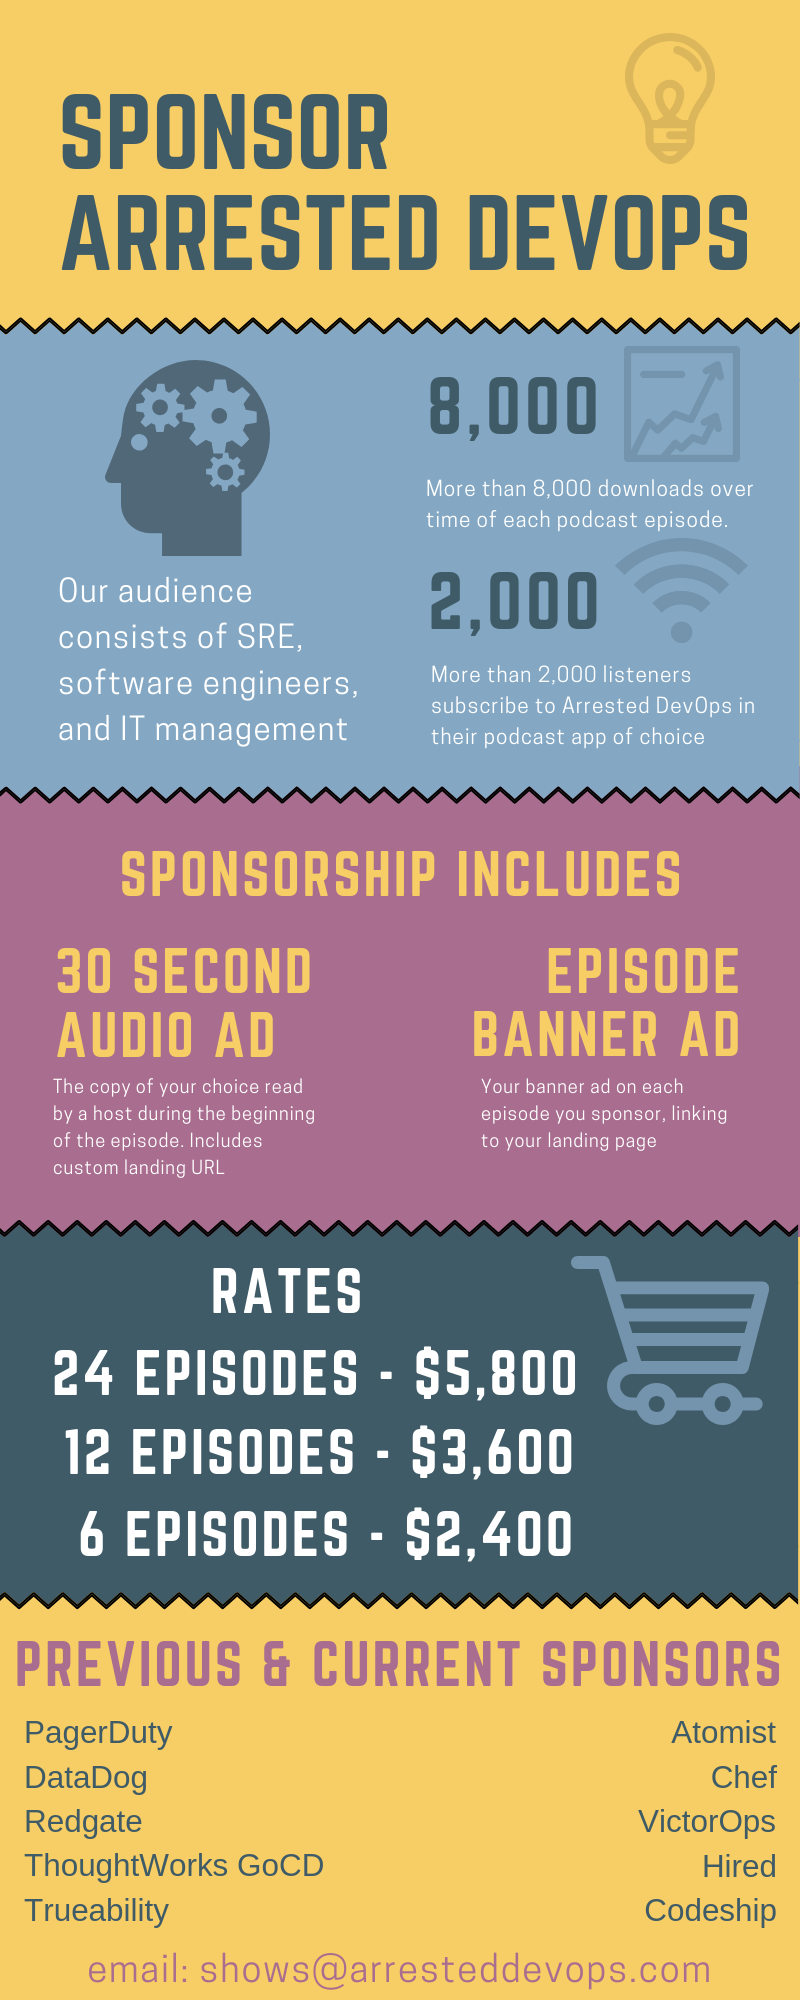 SPONSOR
ARRESTED DEVOPS
Our audience
consists of SRE,
software engineers,
and IT management
8,000
More than 8,000 downloads over
time of each podcast episode.
2,000
More than 2,000 listeners
subscribe to Arrested DevOps in
their podcast app of choice
SPONSORSHIP INCLUDES
30 SECOND
AUDIO AD
The copy of your choice read
by a host during the beginning
of the episode. Includes
custom landing URL
EPISODE
BANNER AD
Your banner ad on each
episode you sponsor, linking
to your landing page
RATES
24 EPISODES - $5,800
12 EPISODES - $3,600
6 EPISODES - $2,400
PREVIOUS & CURRENT SPONSORS
PagerDuty
DataDog
Redgate
ThoughtWorks GoCD
Trueability
Atomist
Chef
VictorOps
Hired
Codeship
email: shows@arresteddevops.com